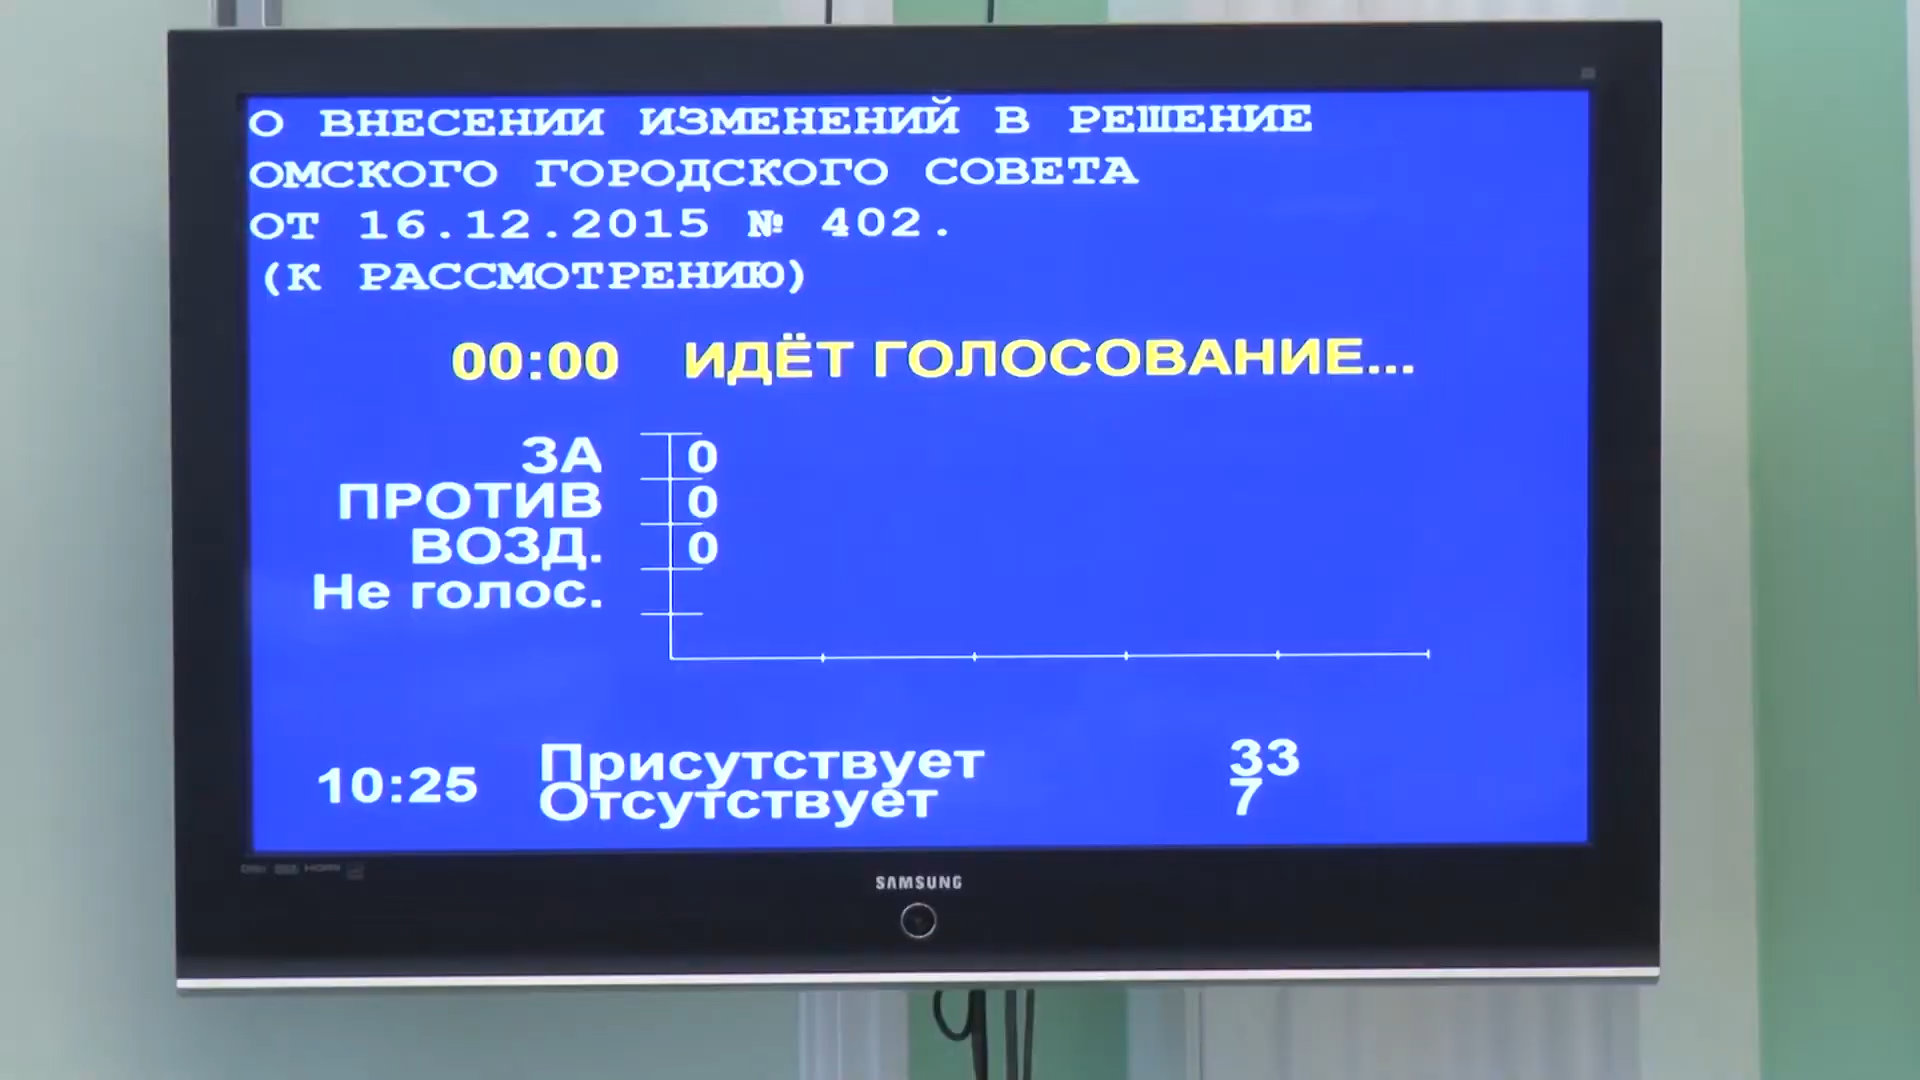 О ВНЕСЕНИИ ИЗМЕНЕНИЙ В РЕШЕНИЕ
ОМСКОГО ГОРОДСКОГО СОВЕТА
ОТ 16.12.2015 № 402.
(К РАССМОТРЕНИЮ)
00:00 ИДЁТ ГОЛОСОВАНИЕ...
ЗА 0
ПРОТИВ 0
ВОЗД. 0
Не голос.
Присутствует 33
10:25
Отсутствует 7
HDMI
SAMSUNG